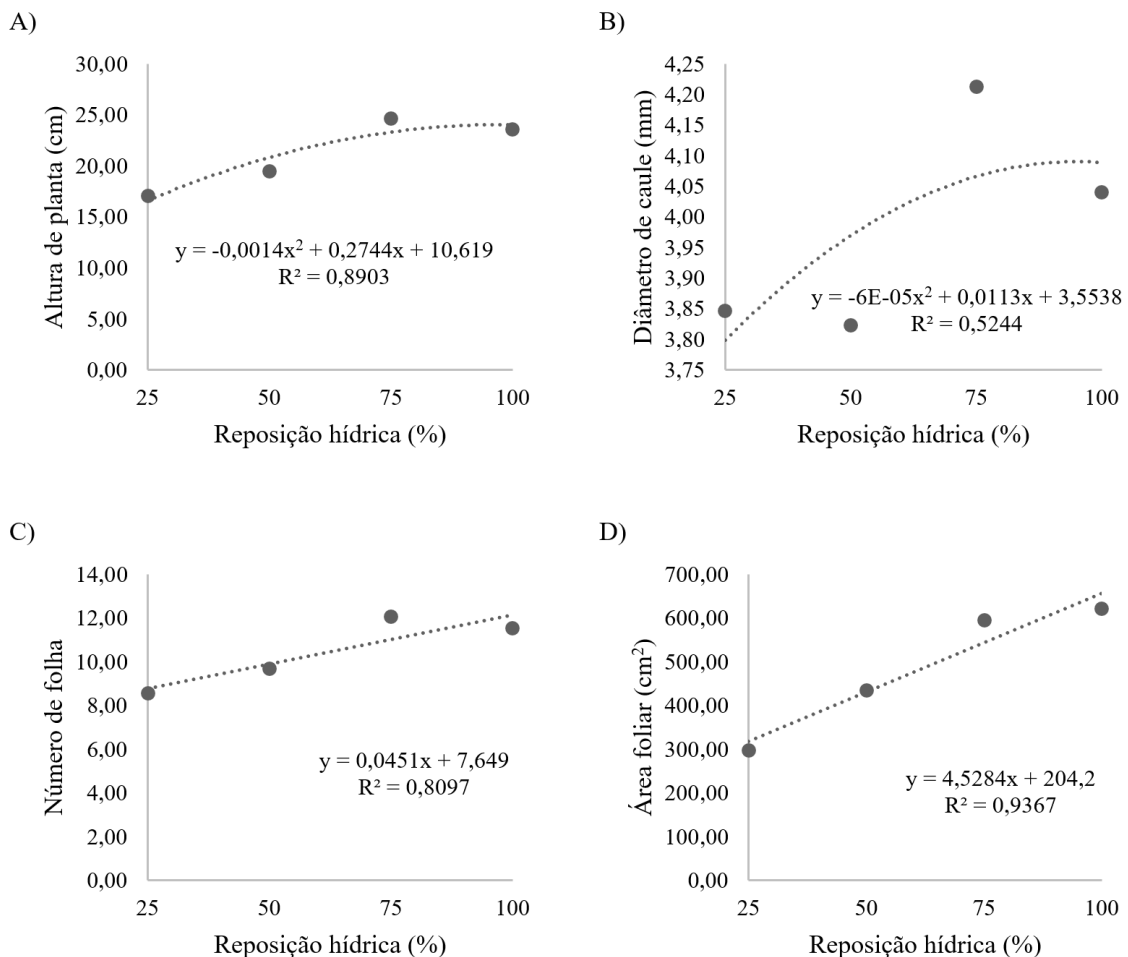 A)
30,00
25,00
20,00
15,00
10,00
5,00
0,00
Altura de planta (cm)
y = -0,0014x² + 0,2744x + 10,619
R² = 0,8903
25 50 75 100
Reposição hídrica (%)
B)
4,25
4,20
4,15
4,10
4,05
4,00
3,95
3,90
3,85
3,80
3,75
Diâmetro de caule (mm)
y = -6E-05x² + 0,0113x + 3,5538
R² = 0,5244
25 50 75 100
Reposição hídrica (%)
C)
14,00
12,00
10,00
8,00
6,00
4,00
2,00
0,00
Número de folha
y = 0,0451x + 7,649
R² = 0,8097
25 50 75 100
Reposição hídrica (%)
D)
700,00
600,00
500,00
400,00
300,00
200,00
100,00
0,00
Área foliar (cm²)
y = 4,5284x + 204,2
R² = 0,9367
25 50 75 100
Reposição hídrica (%)